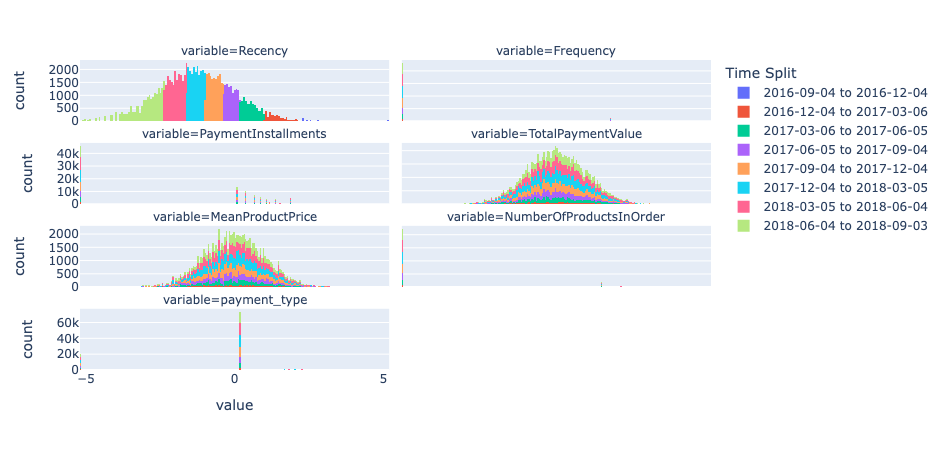 variable=Recency
variable=Frequency
count
2000
1500
1000
500
0
variable=PaymentInstallments
variable=TotalPaymentValue
count
40k
30k
20k
10k
0
variable=MeanProductPrice
variable=NumberOfProductsInOrder
count
2000
1500
1000
500
0
variable=payment_type
count
60k
40k
20k
0
−5
0
5
value
Time Split
2016-09-04 to 2016-12-04
2016-12-04 to 2017-03-06
2017-03-06 to 2017-06-05
2017-06-05 to 2017-09-04
2017-09-04 to 2017-12-04
2017-12-04 to 2018-03-05
2018-03-05 to 2018-06-04
2018-06-04 to 2018-09-03